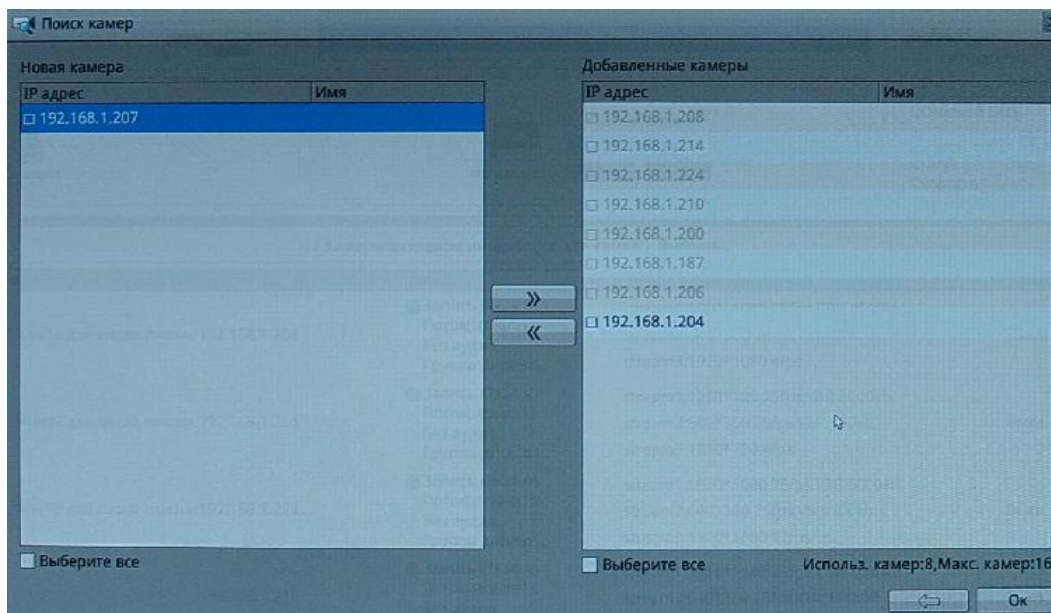 Поиск камер
Новая камера
IP адрес Имя
192.168.1.207
Выберите все
»
«
Добавленные камеры
IP адрес Имя
192.168.1.208
192.168.1.214
192.168.1.224
192.168.1.210
192.168.1.200
192.168.1.187
192.168.1.206
192.168.1.204
Выберите все Использ. камер:8,Макс. камер:16
Ок